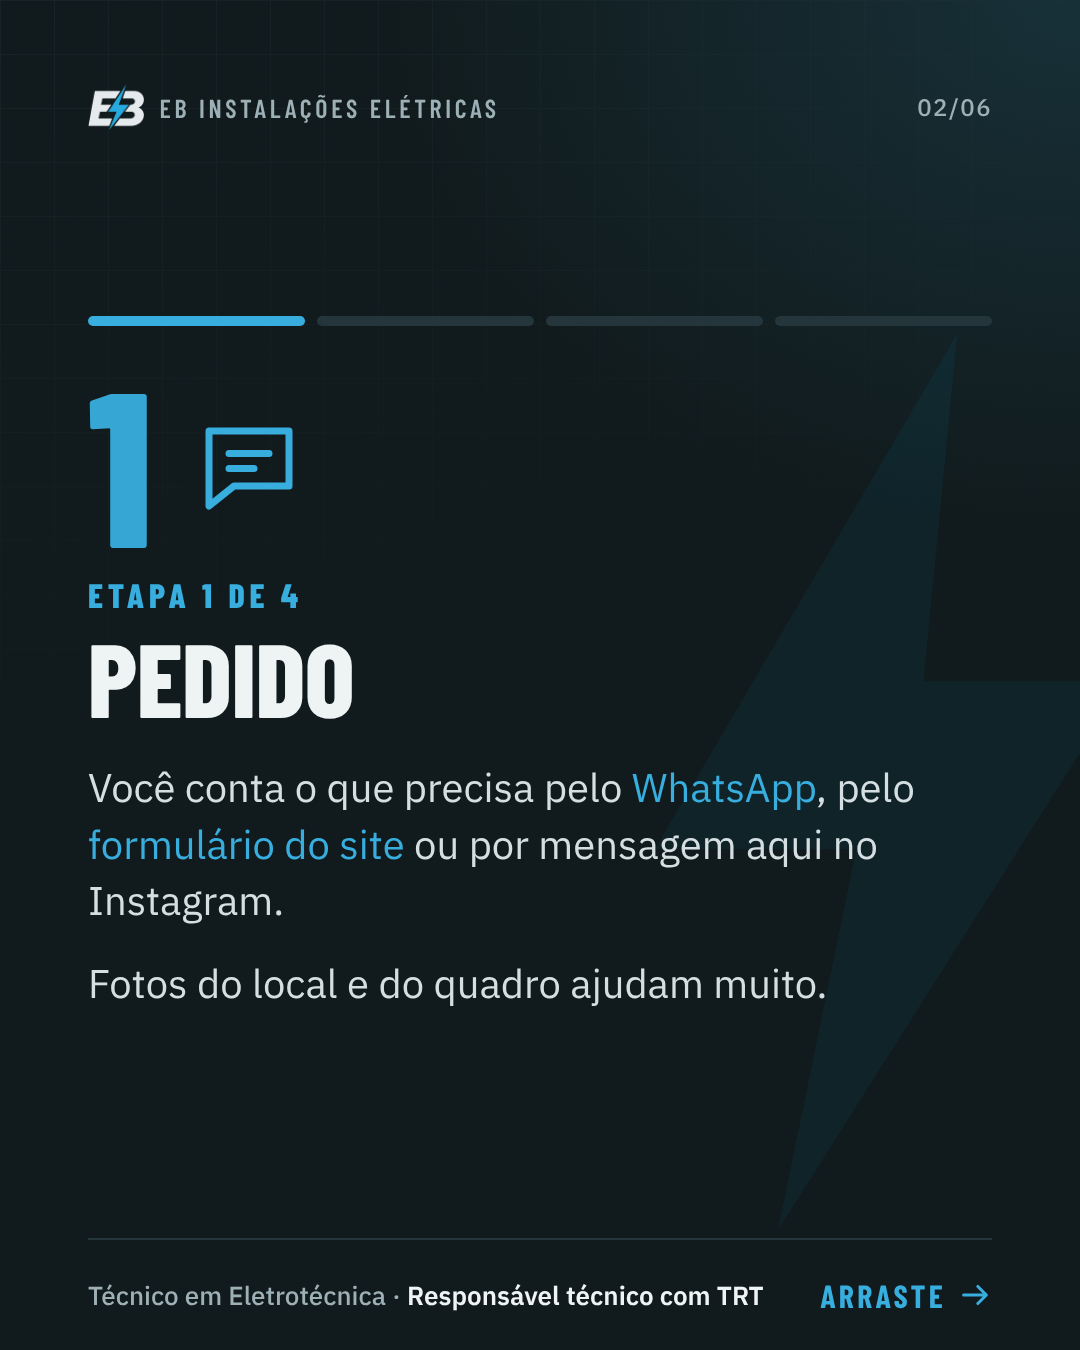 EB EB INSTALAÇÕES ELÉTRICAS
02/06
1
ETAPA 1 DE 4
PEDIDO
Você conta o que precisa pelo WhatsApp, pelo
formulário do site ou por mensagem aqui no
Instagram.
Fotos do local e do quadro ajudam muito.
Técnico em Eletrotécnica · Responsável técnico com TRT
ARRASTE →